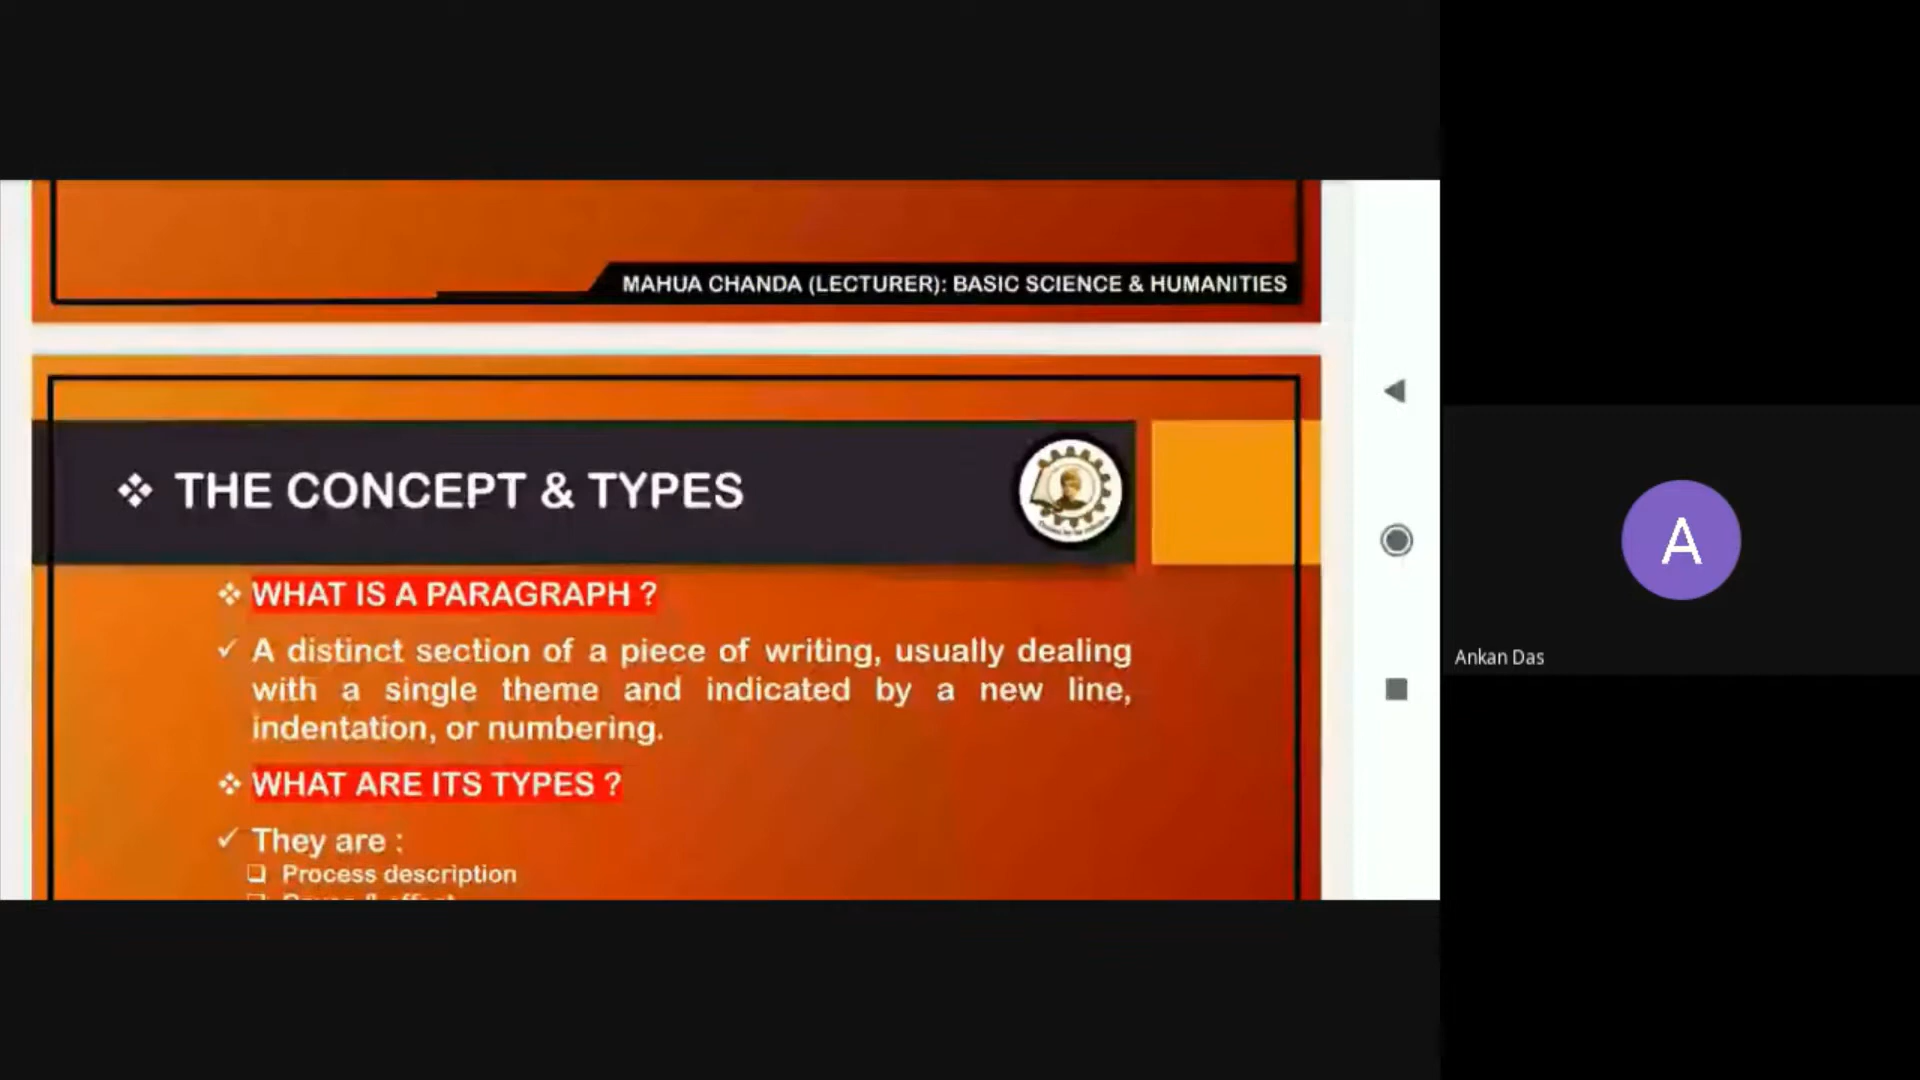 MAHUA CHANDA (LECTURER): BASIC SCIENCE & HUMANITIES
❖ THE CONCEPT & TYPES
❖ WHAT IS A PARAGRAPH ?
✓ A distinct section of a piece of writing, usually dealing
with a single theme and indicated by a new line,
indentation, or numbering.
❖ WHAT ARE ITS TYPES ?
✓ They are :
❑ Process description
A
Ankan Das